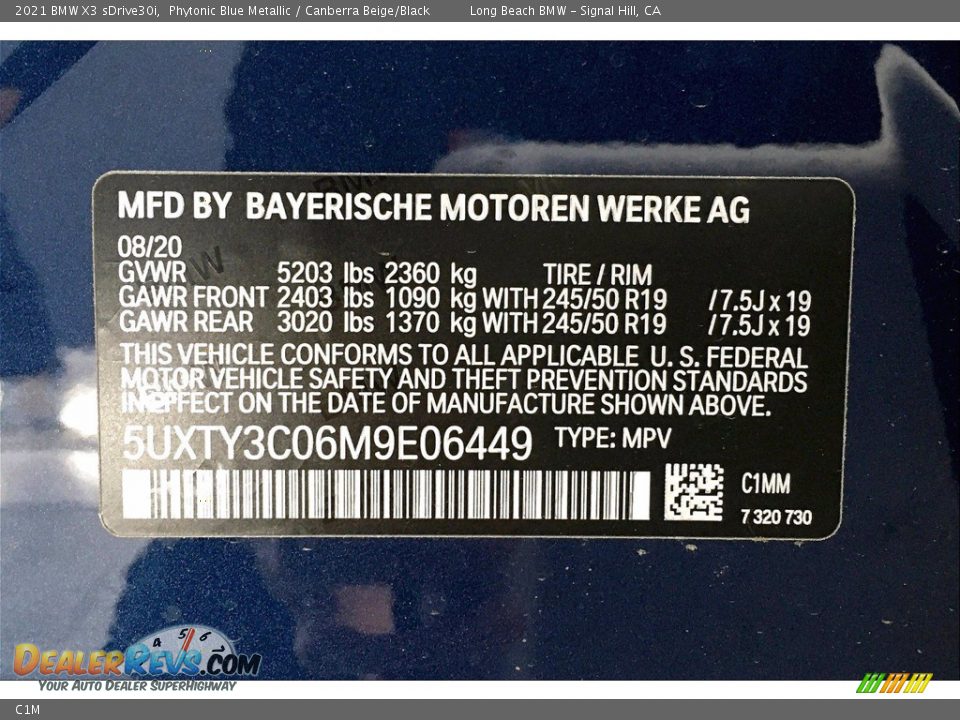 2021 BMW X3 sDrive30i, Phytonic Blue Metallic / Canberra Beige/Black Long Beach BMW - Signal Hill, CA
MFD BY BAYERISCHE MOTOREN WERKE AG
08/20
GVWR 5203 lbs 2360 kg TIRE / RIM
GAWR FRONT 2403 lbs 1090 kg WITH 245/50 R19 /7.5J x 19
GAWR REAR 3020 lbs 1370 kg WITH 245/50 R19 /7.5J x 19
THIS VEHICLE CONFORMS TO ALL APPLICABLE U. S. FEDERAL
MOTOR VEHICLE SAFETY AND THEFT PREVENTION STANDARDS
IN EFFECT ON THE DATE OF MANUFACTURE SHOWN ABOVE.
5UXTY3C06M9E06449 TYPE: MPV
C1MM
7 320 730
4 5 6
DEALERREVS.COM
YOUR AUTO DEALER SUPERHIGHWAY
C1M